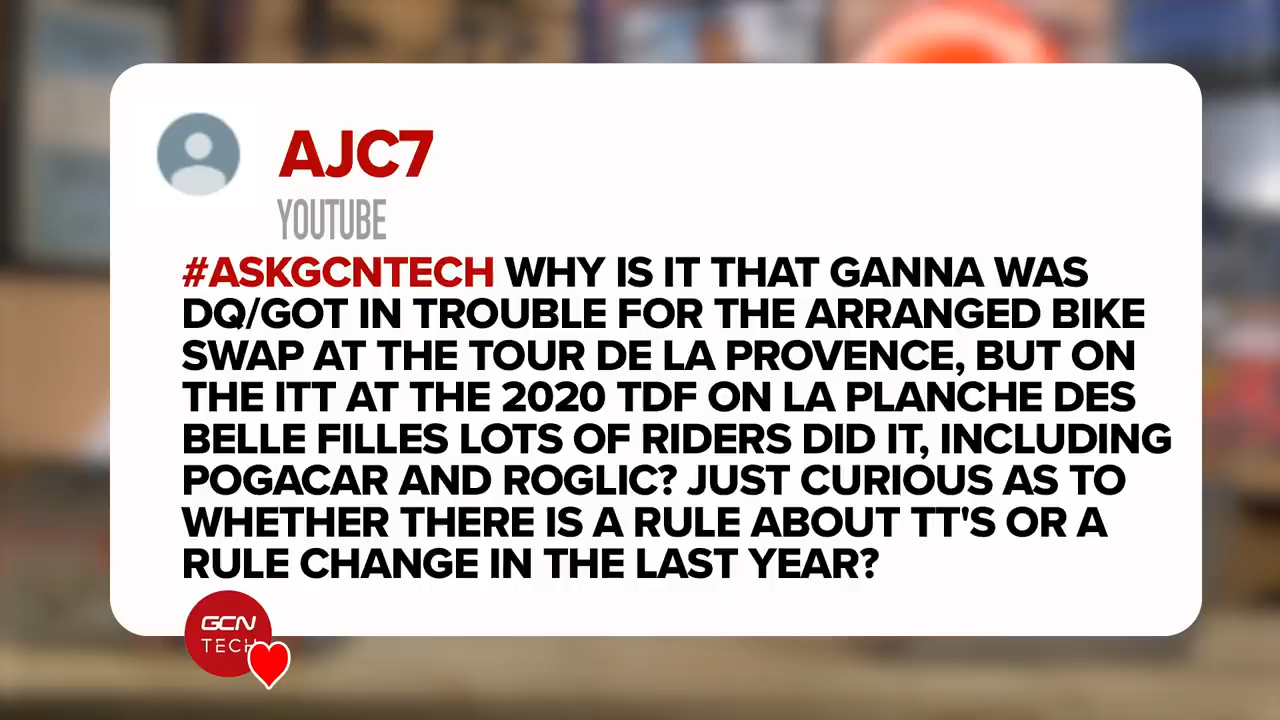 AJC7
YOUTUBE
#ASKGCNTECH WHY IS IT THAT GANNA WAS
DQ/GOT IN TROUBLE FOR THE ARRANGED BIKE
SWAP AT THE TOUR DE LA PROVENCE, BUT ON
THE ITT AT THE 2020 TDF ON LA PLANCHE DES
BELLE FILLES LOTS OF RIDERS DID IT, INCLUDING
POGACAR AND ROGLIC? JUST CURIOUS AS TO
WHETHER THERE IS A RULE ABOUT TT'S OR A
RULE CHANGE IN THE LAST YEAR?
GCN
TECH